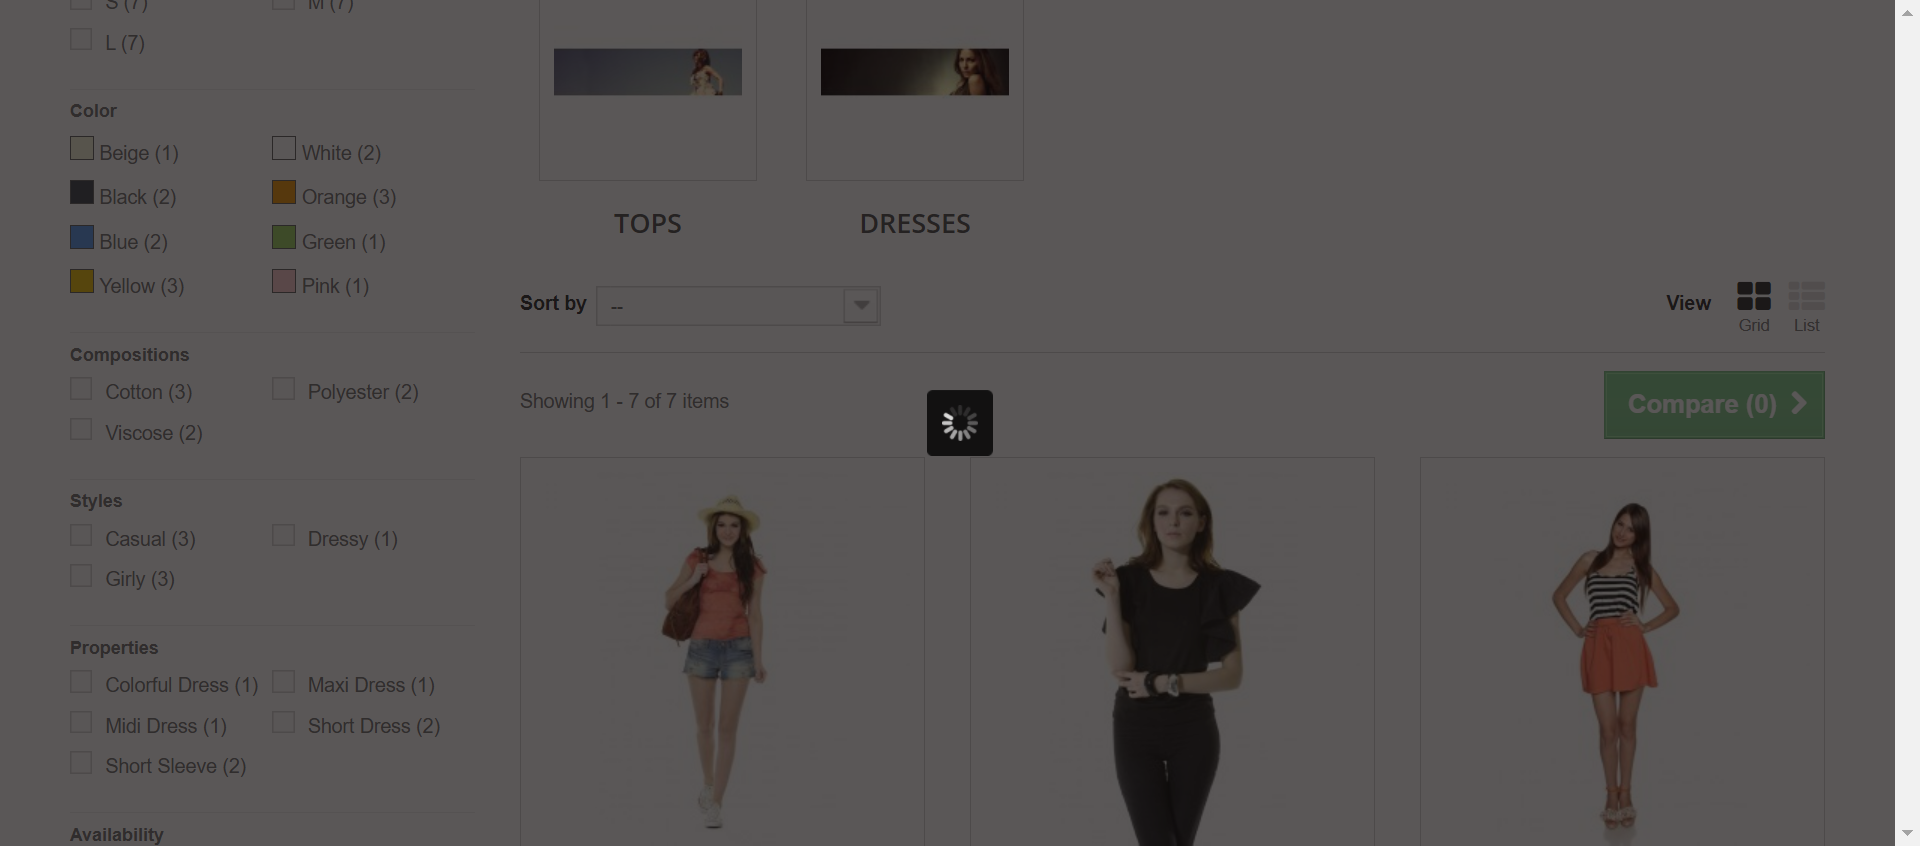 S (7)
M (7)
L (7)
Color
Beige (1)
White (2)
Black (2)
Orange (3)
Blue (2)
Green (1)
Yellow (3)
Pink (1)
Compositions
Cotton (3)
Polyester (2)
Viscose (2)
Styles
Casual (3)
Dressy (1)
Girly (3)
Properties
Colorful Dress (1)
Maxi Dress (1)
Midi Dress (1)
Short Dress (2)
Short Sleeve (2)
Availability
TOPS
DRESSES
Sort by
--
View
Grid
List
Showing 1 - 7 of 7 items
Compare (0)